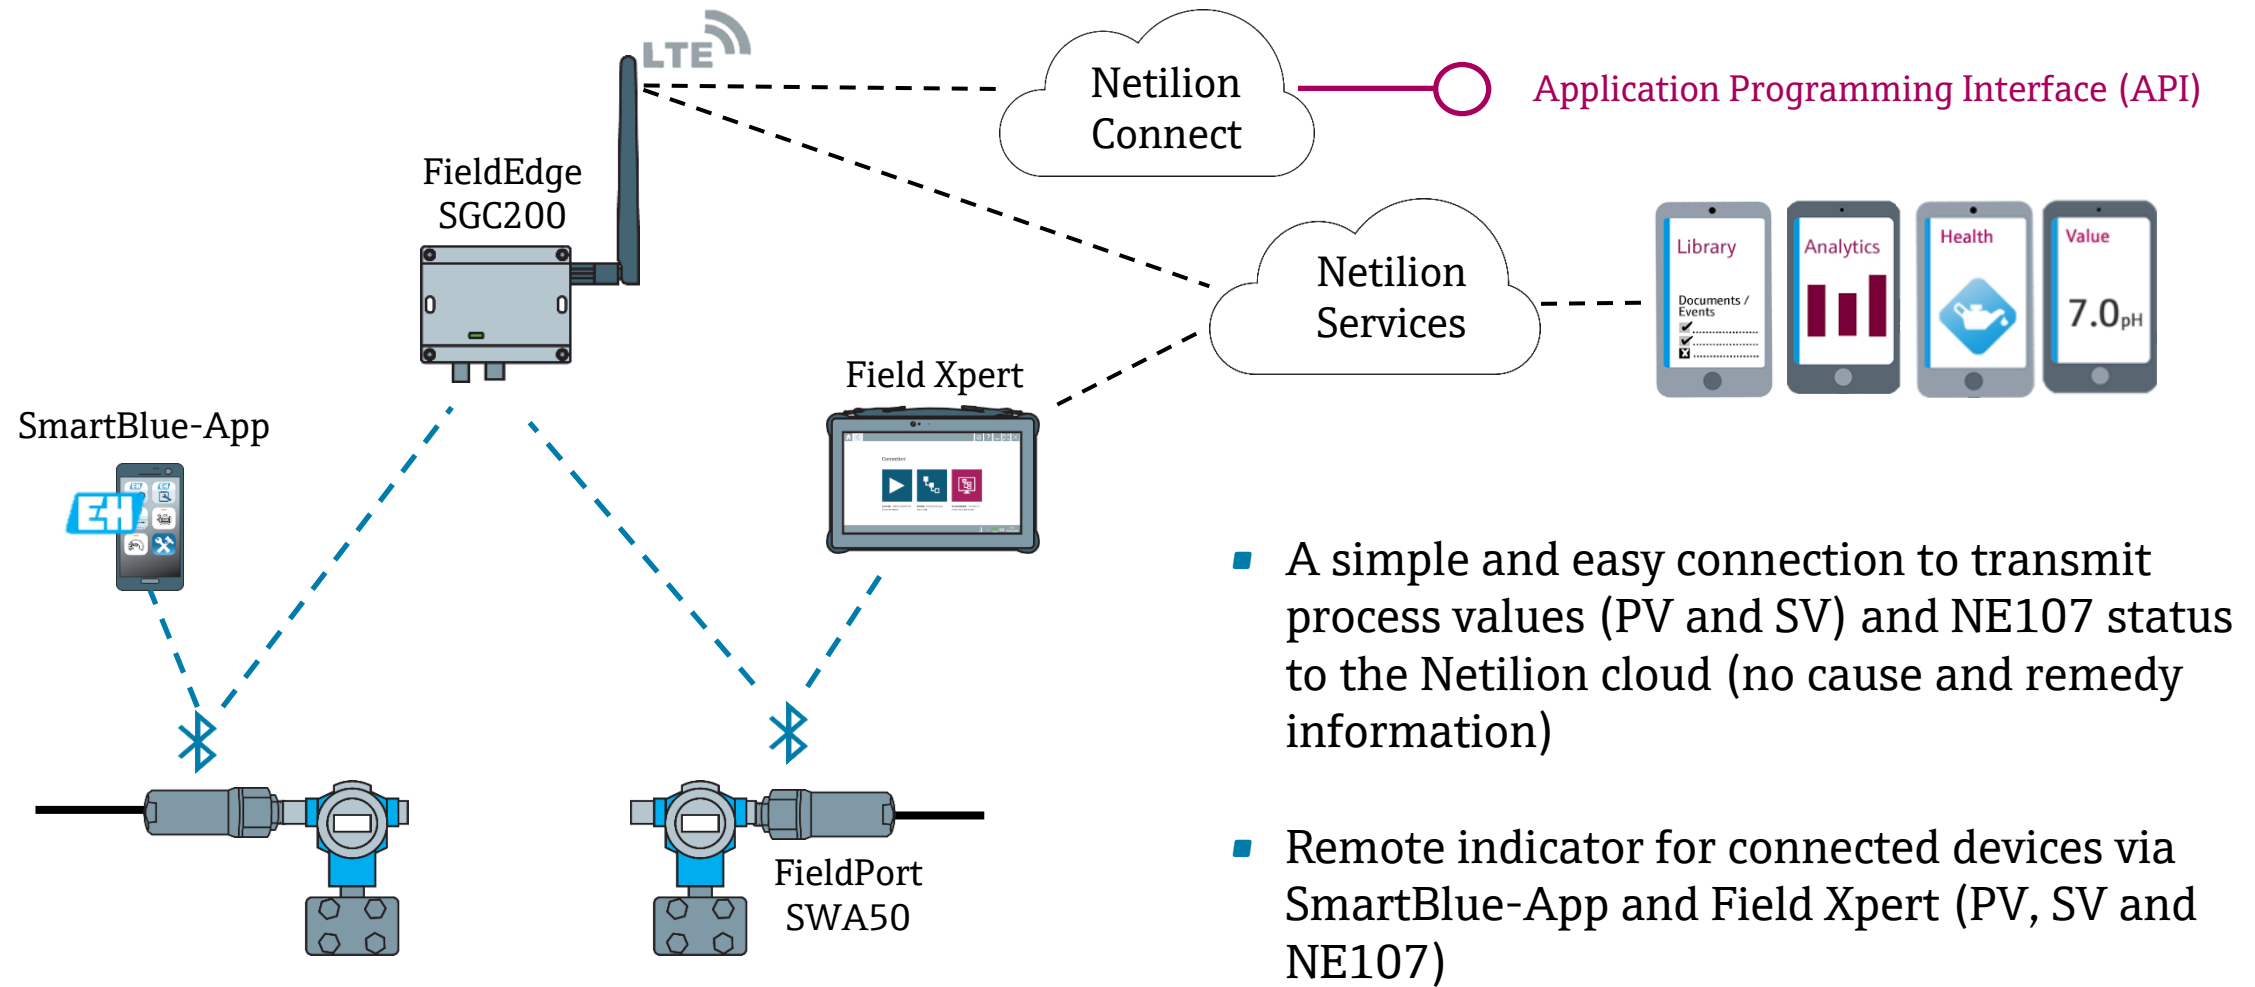 LTE
Netilion
Connect
Application Programming Interface (API)
FieldEdge
SGC200
Netilion
Services
Library
Documents /
Events
Analytics
Health
Value
7.0pH
Field Xpert
SmartBlue-App
EH
FieldPort
SWA50
▪ A simple and easy connection to transmit
process values (PV and SV) and NE107 status
to the Netilion cloud (no cause and remedy
information)
▪ Remote indicator for connected devices via
SmartBlue-App and Field Xpert (PV, SV and
NE107)